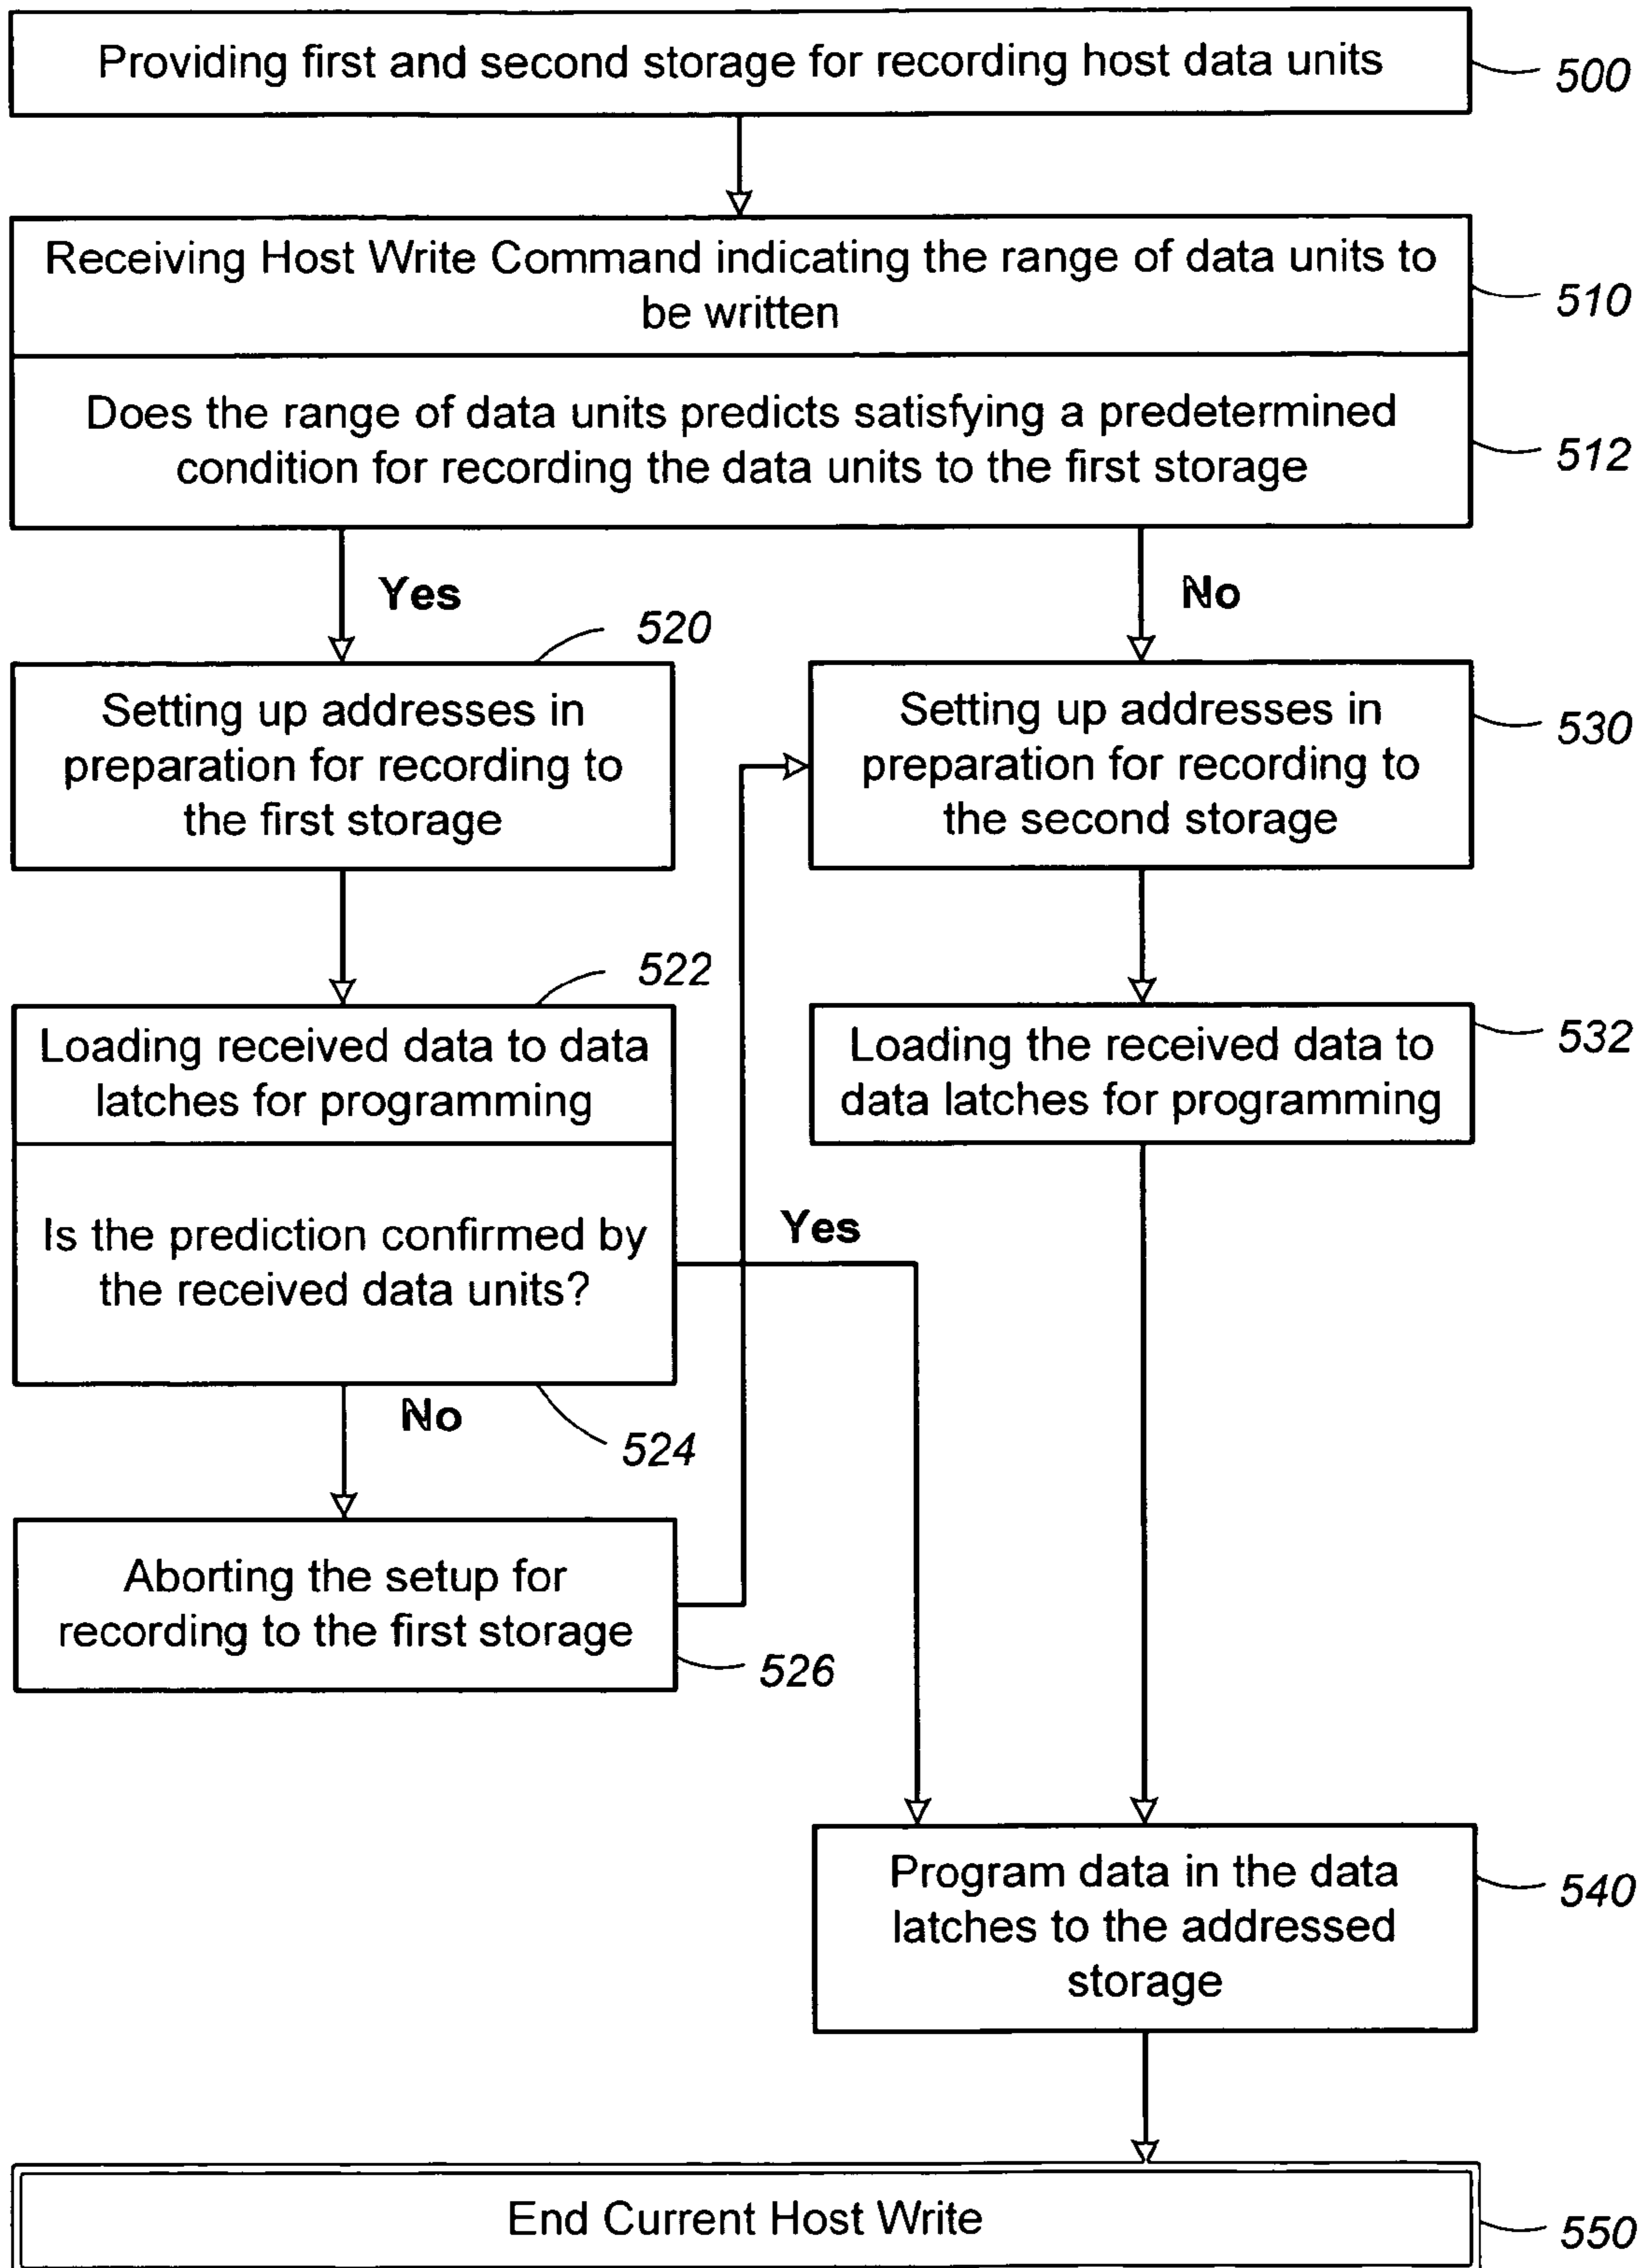 Providing first and second storage for recording host data units
500
Receiving Host Write Command indicating the range of data units to
be written
510
Does the range of data units predicts satisfying a predetermined
condition for recording the data units to the first storage
512
Yes
No
520
Setting up addresses in
preparation for recording to
the first storage
Setting up addresses in
preparation for recording to
the second storage
530
522
Loading received data to data
latches for programming
Loading the received data to
data latches for programming
532
Is the prediction confirmed by
the received data units?
Yes
No
524
Aborting the setup for
recording to the first storage
526
Program data in the data
latches to the addressed
storage
540
End Current Host Write
550